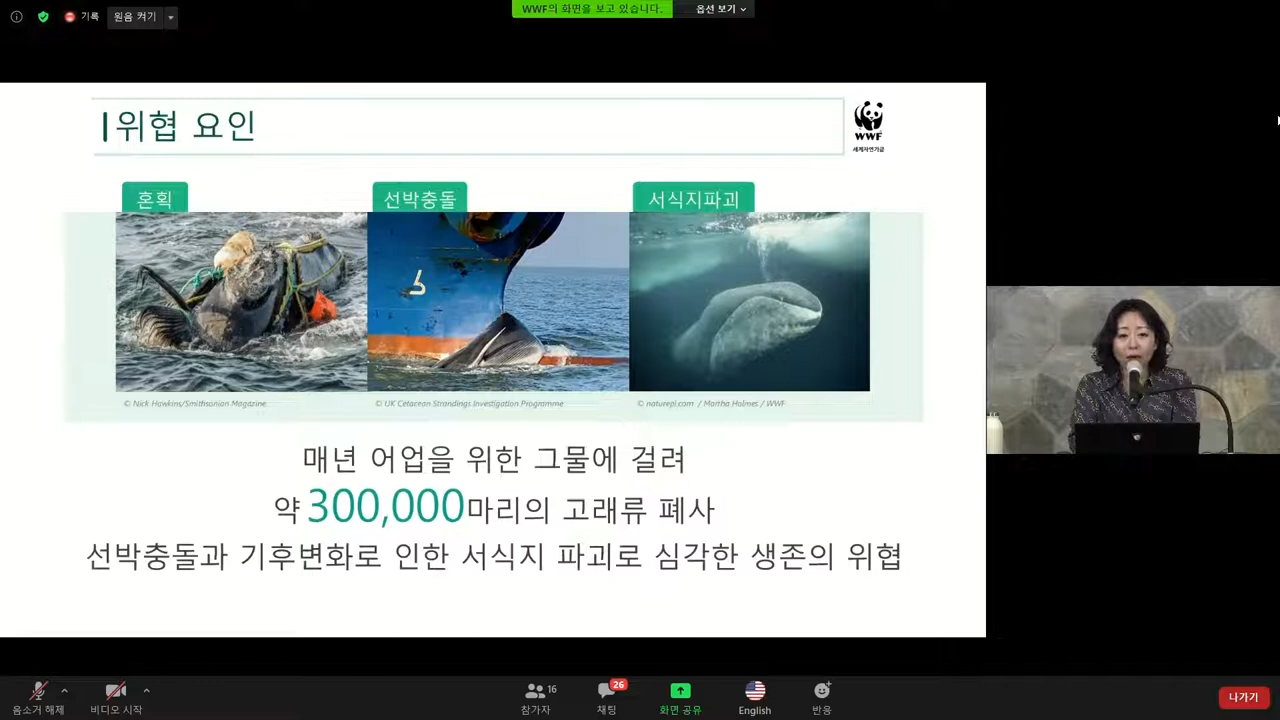 기록
원음 켜기
WWF의 화면을 보고 있습니다.
옵션 보기
위협 요인
WWF
세계자연기금
혼획
선박충돌
서식지파괴
6
© Nick Hawkins/Smithsonian Magazine
© UK Cetacean Strandings Investigation Programme
© naturepl.com / Martha Holmes / WWF
매년 어업을 위한 그물에 걸려
약 300,000마리의 고래류 폐사
선박충돌과 기후변화로 인한 서식지 파괴로 심각한 생존의 위협
음소거 해제
비디오 시작
16
참가자
26
채팅
화면 공유
English
반응
나가기